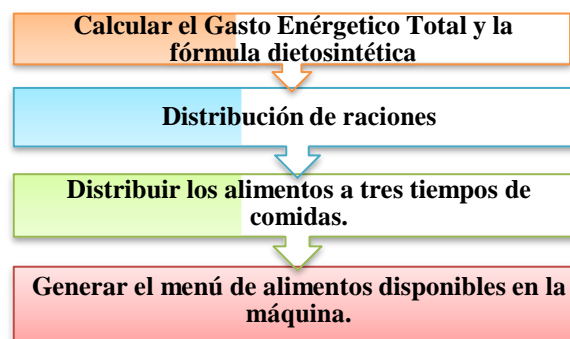 Calcular el Gasto Enérgetico Total y la
fórmula dietosintética
Distribución de raciones
Distribuir los alimentos a tres tiempos de
comidas.
Generar el menú de alimentos disponibles en la
máquina.